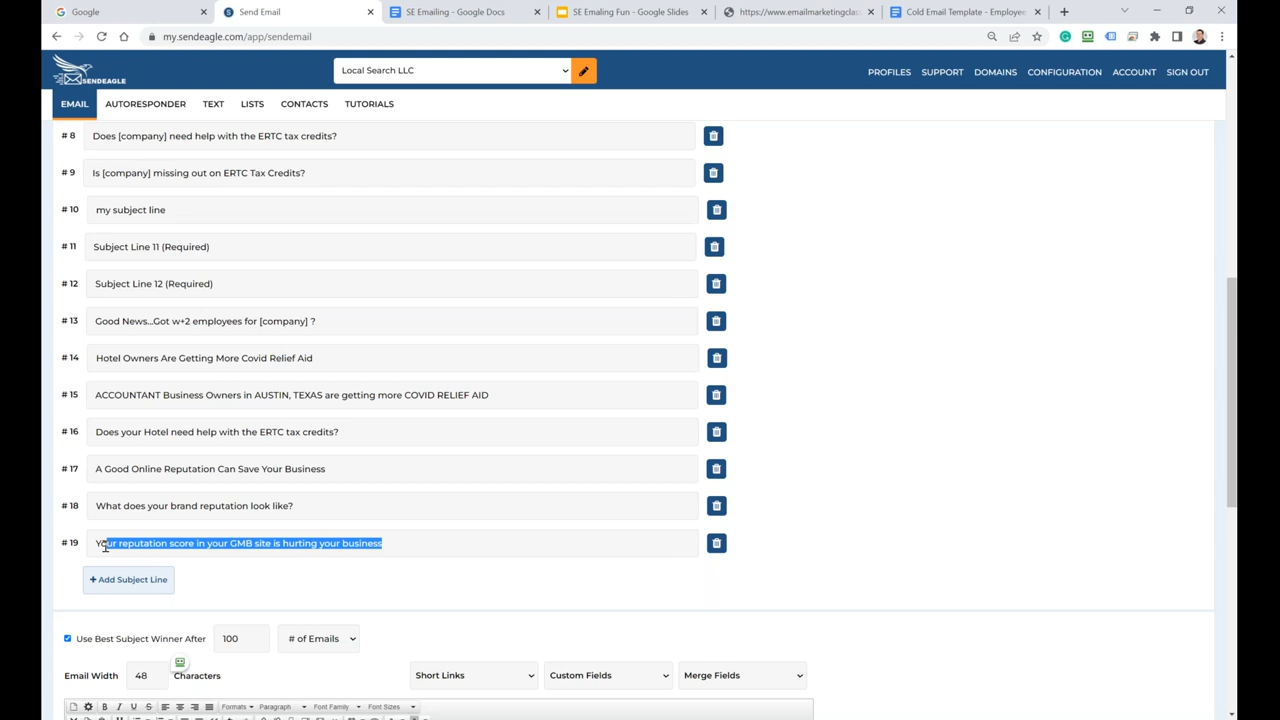 Google
Send Email
SE Emailing - Google Docs
SE Emaling Fun - Google Slides
https://www.emailmarketingclas
Cold Email Template - Employee
my.sendeagle.com/app/sendemail
SENDEAGLE
Local Search LLC
PROFILES SUPPORT DOMAINS CONFIGURATION ACCOUNT SIGN OUT
EMAIL AUTORESPONDER TEXT LISTS CONTACTS TUTORIALS
# 8 Does [company] need help with the ERTC tax credits?
# 9 Is [company] missing out on ERTC Tax Credits?
# 10 my subject line
# 11 Subject Line 11 (Required)
# 12 Subject Line 12 (Required)
# 13 Good News...Got w+2 employees for [company] ?
# 14 Hotel Owners Are Getting More Covid Relief Aid
# 15 ACCOUNTANT Business Owners in AUSTIN, TEXAS are getting more COVID RELIEF AID
# 16 Does your Hotel need help with the ERTC tax credits?
# 17 A Good Online Reputation Can Save Your Business
# 18 What does your brand reputation look like?
# 19 Your reputation score in your GMB site is hurting your business
+ Add Subject Line
Use Best Subject Winner After 100 # of Emails
Email Width 48 Characters Short Links Custom Fields Merge Fields
B I U S Formats Paragraph Font Family Font Sizes